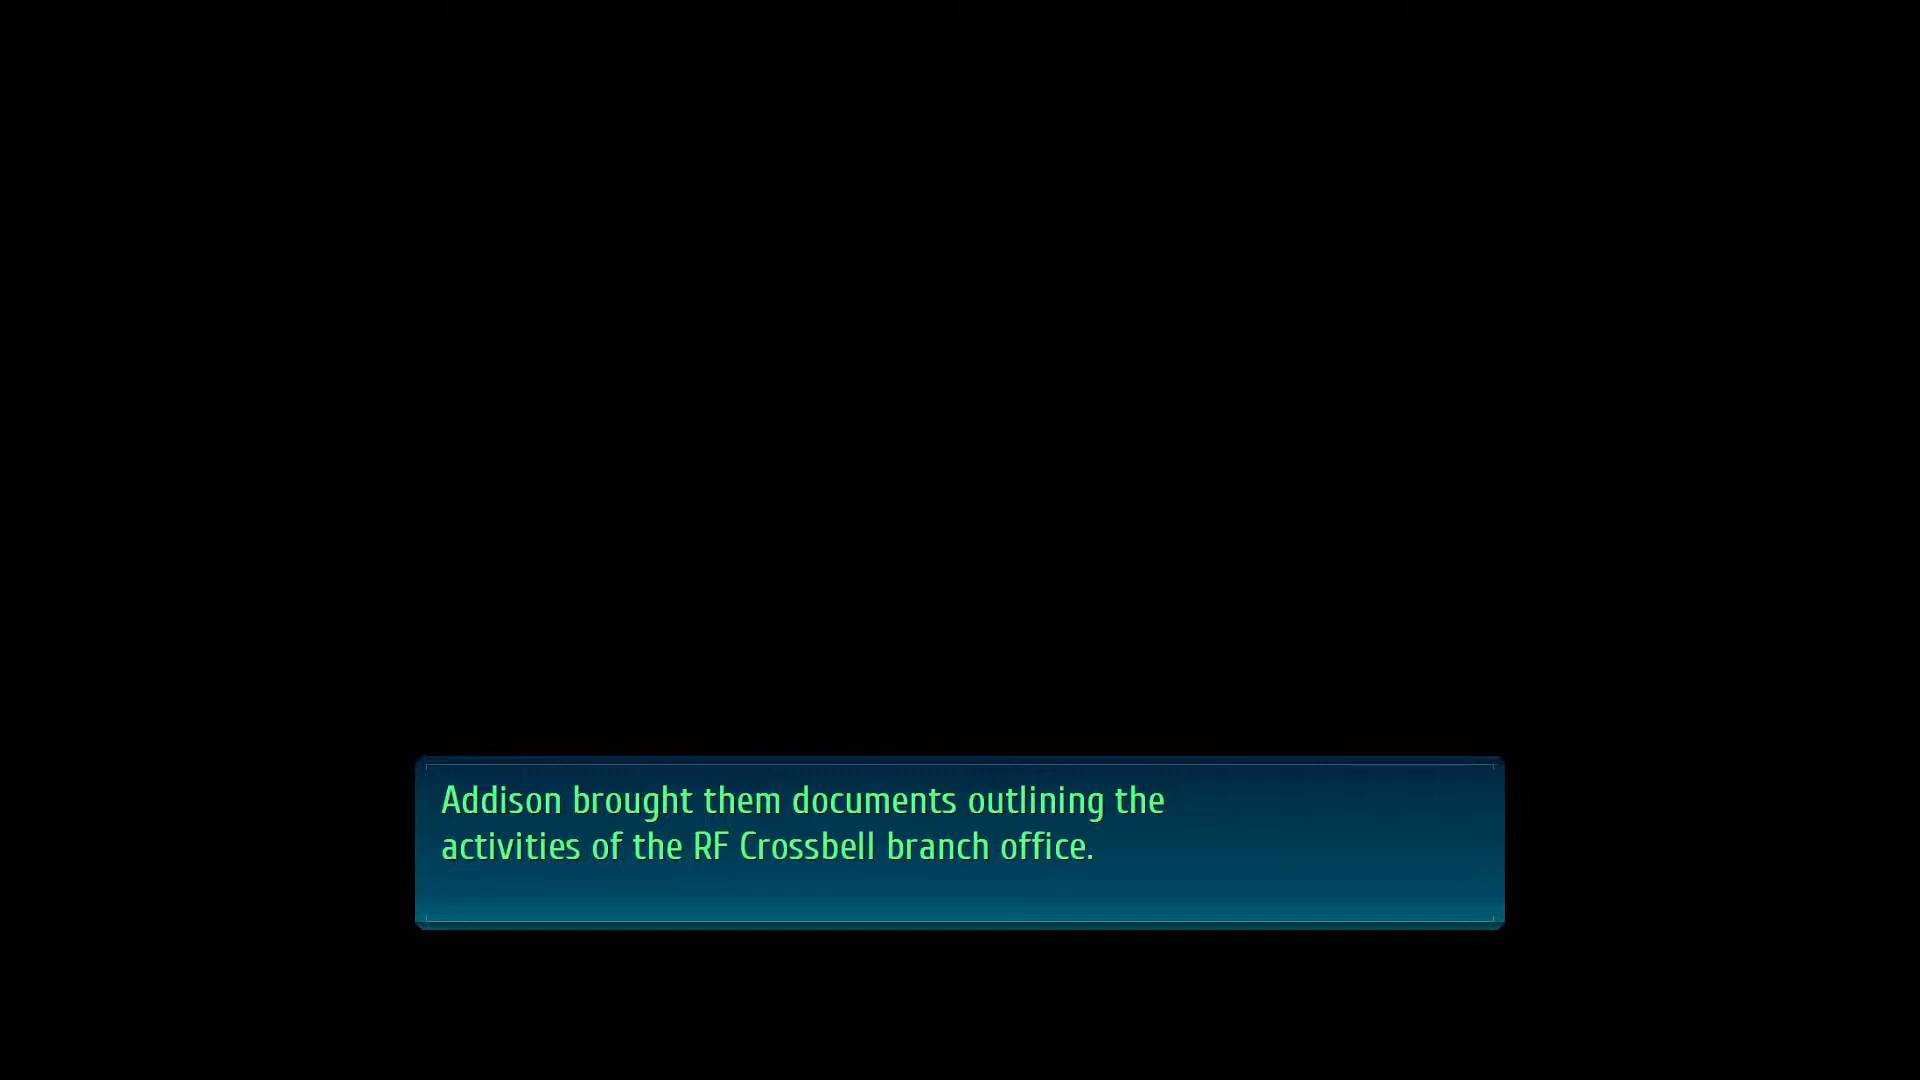 Addison brought them documents outlining the
activities of the RF Crossbell branch office.